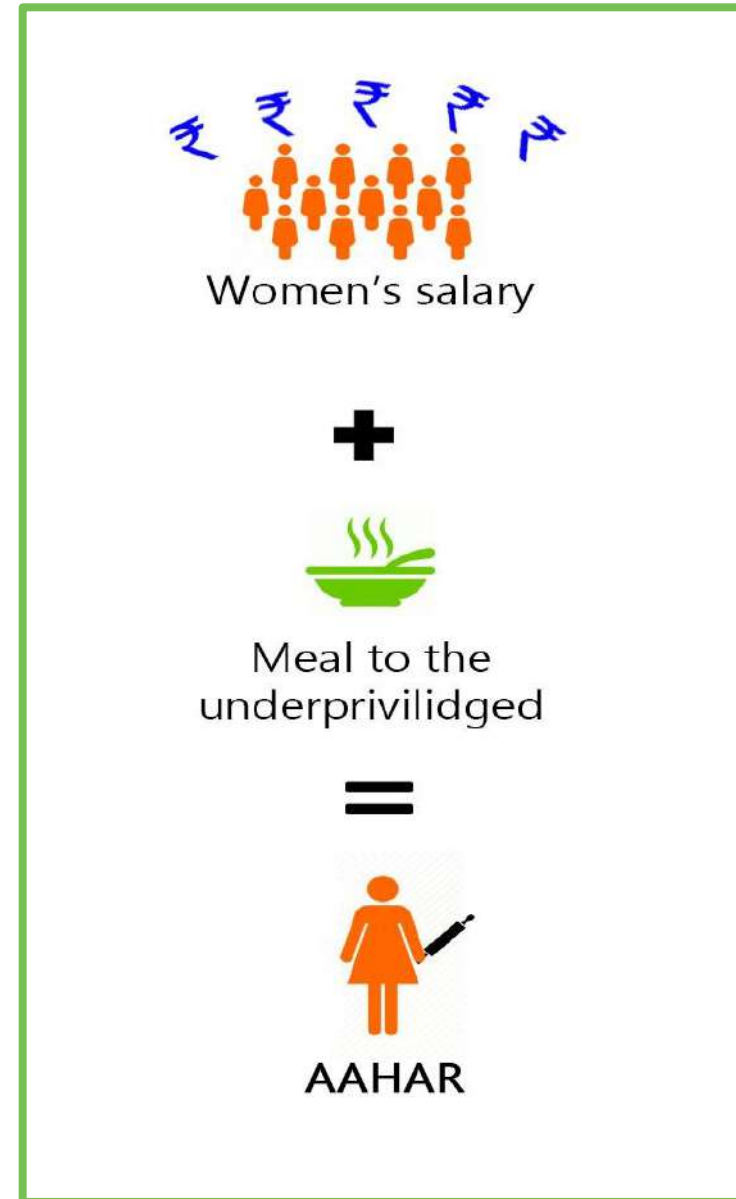 ₹ ₹ ₹ ₹ ₹
Women's salary
+
Meal to the
underprivilidged
=
AAHAR